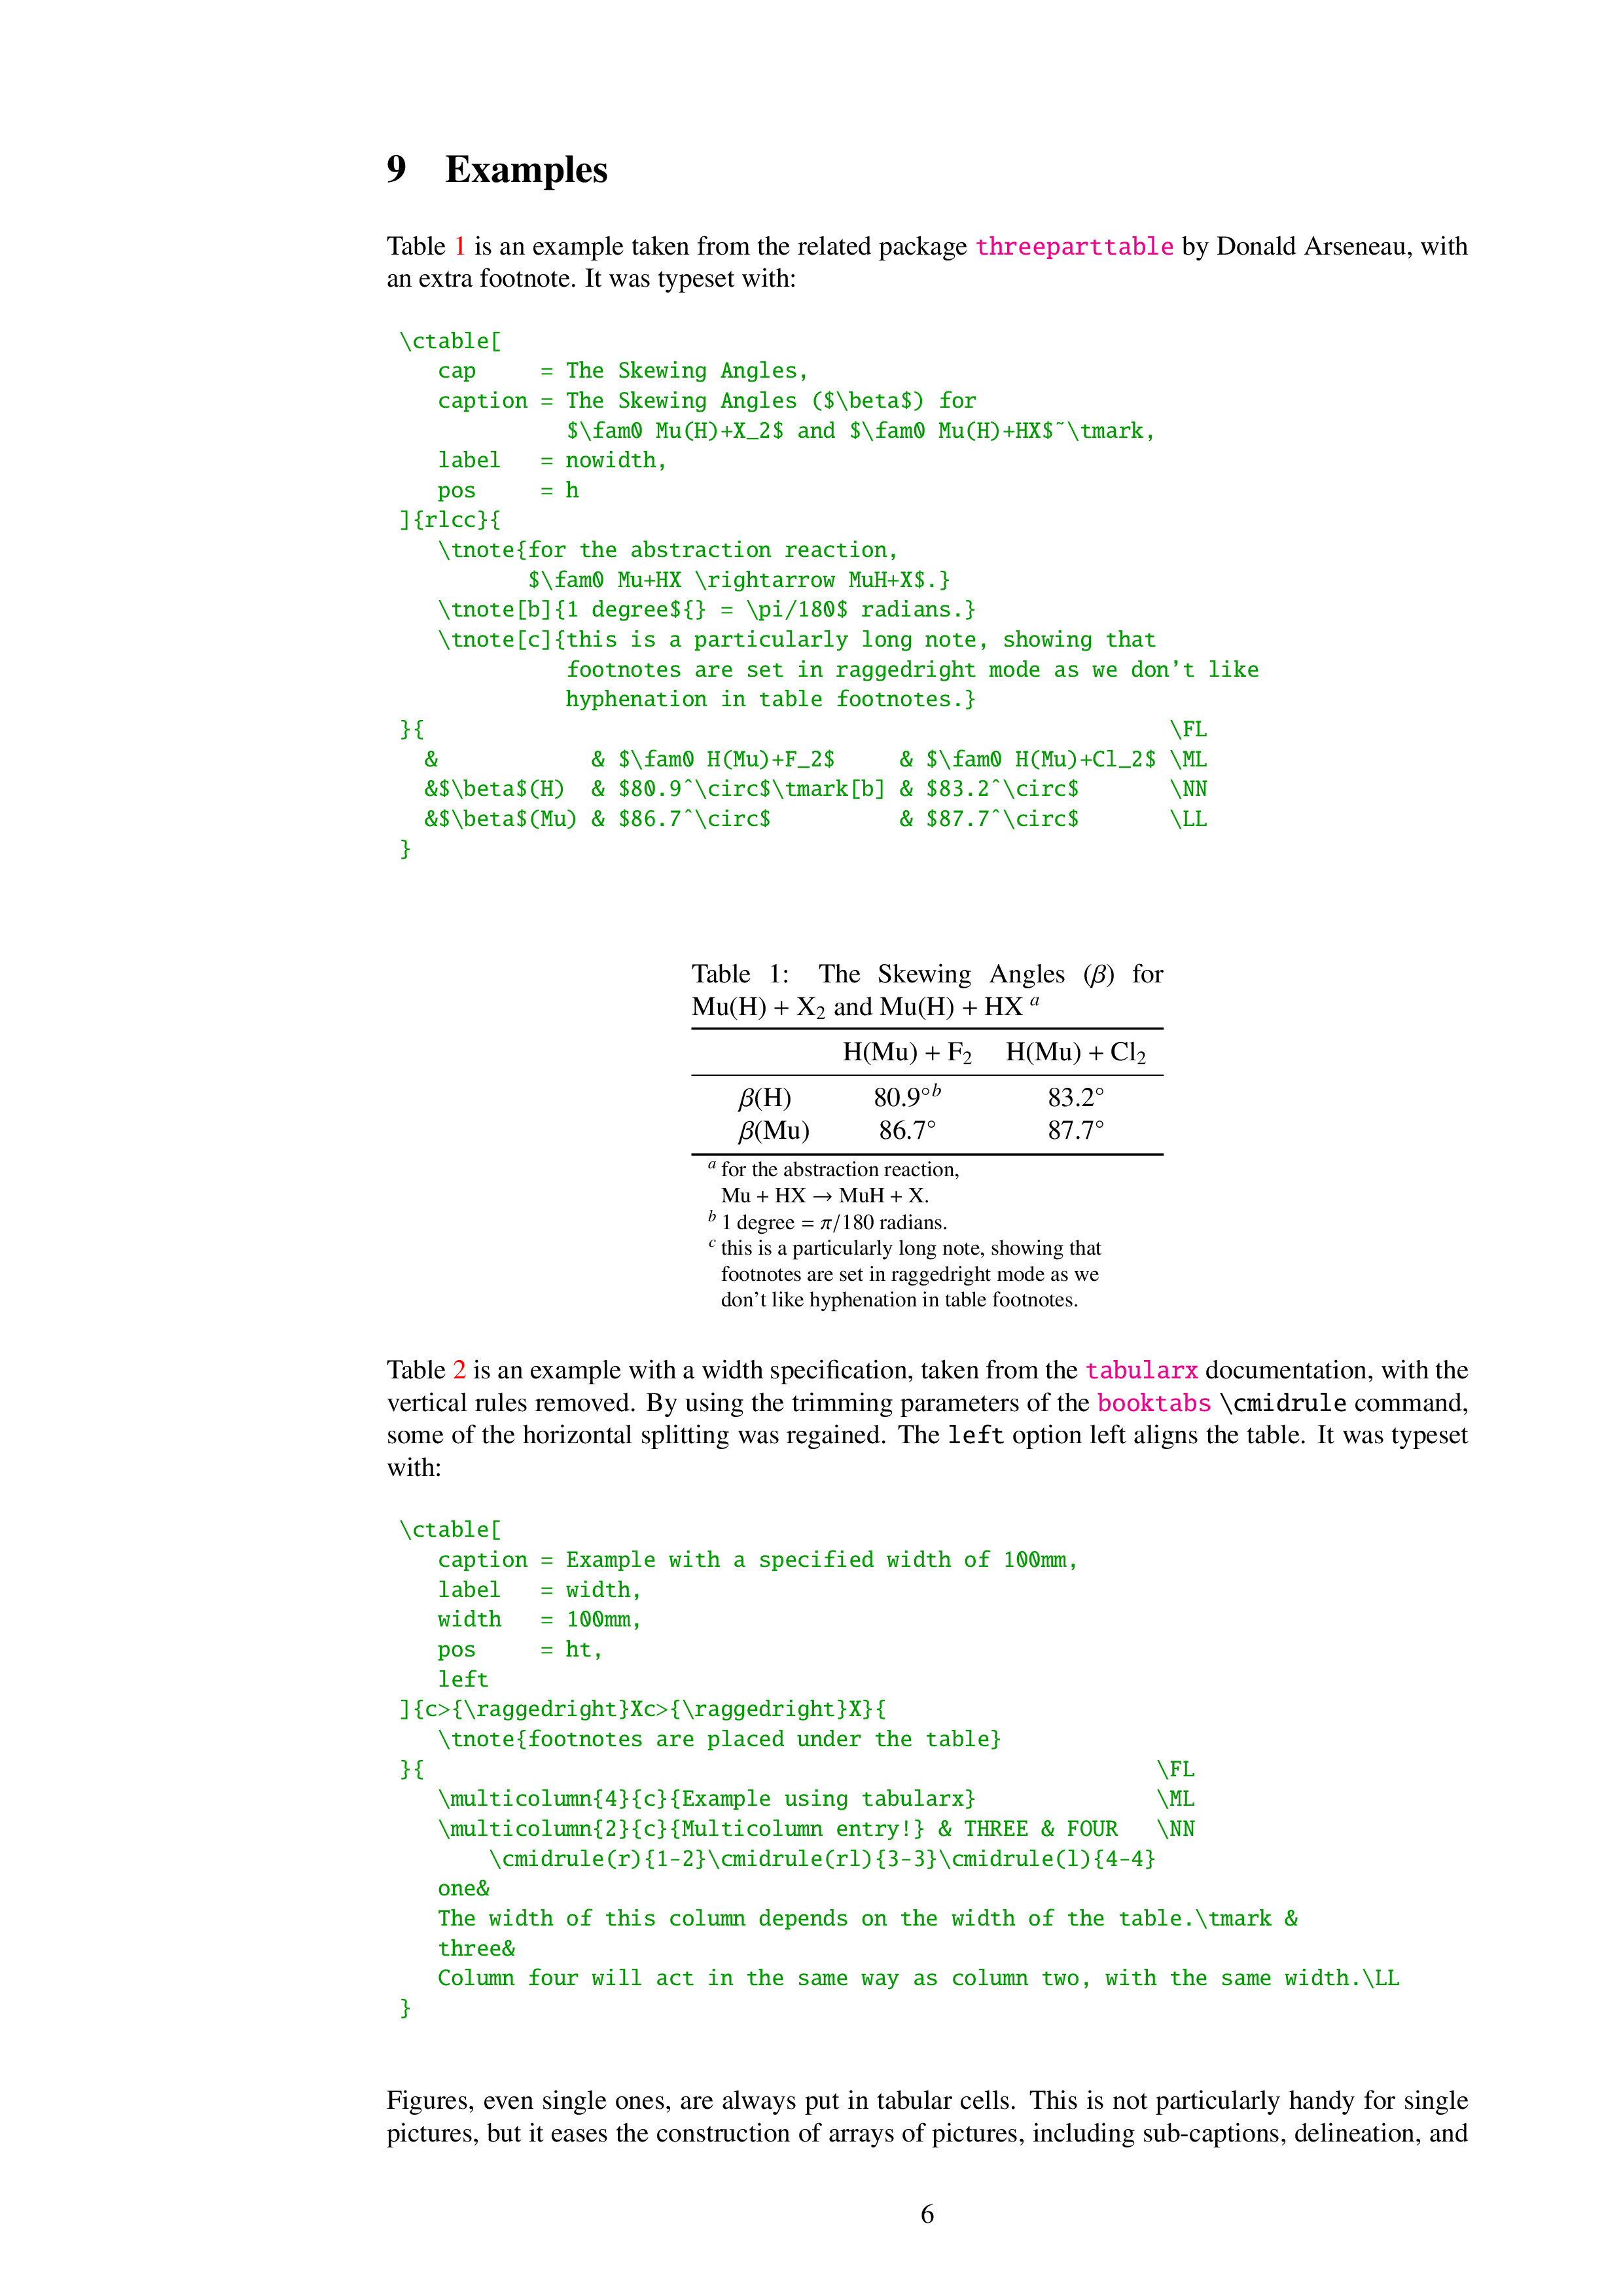 9 Examples
Table 1 is an example taken from the related package threeparttable by Donald Arseneau, with
an extra footnote. It was typeset with:
\ctable[
   cap     = The Skewing Angles,
   caption = The Skewing Angles ($\beta$) for
             $\fam0 Mu(H)+X_2$ and $\fam0 Mu(H)+HX$~\tmark,
   label   = nowidth,
   pos     = h
]{rlcc}{
   \tnote{for the abstraction reaction,
          $\fam0 Mu+HX \rightarrow MuH+X$.}
   \tnote[b]{1 degree${} = \pi/180$ radians.}
   \tnote[c]{this is a particularly long note, showing that
             footnotes are set in raggedright mode as we don't like
             hyphenation in table footnotes.}
}{                                                          \FL
  &            & $\fam0 H(Mu)+F_2$     & $\fam0 H(Mu)+Cl_2$ \ML
  &$\beta$(H)  & $80.9^\circ$\tmark[b] & $83.2^\circ$       \NN
  &$\beta$(Mu) & $86.7^\circ$          & $87.7^\circ$       \LL
}
Table 1: The Skewing Angles (β) for
Mu(H) + X₂ and Mu(H) + HX ᵃ
H(Mu) + F₂ H(Mu) + Cl₂
β(H) 80.9°ᵇ 83.2°
β(Mu) 86.7° 87.7°
ᵃ for the abstraction reaction,
Mu + HX → MuH + X.
ᵇ 1 degree = π/180 radians.
ᶜ this is a particularly long note, showing that
footnotes are set in raggedright mode as we
don't like hyphenation in table footnotes.
Table 2 is an example with a width specification, taken from the tabularx documentation, with the
vertical rules removed. By using the trimming parameters of the booktabs \cmidrule command,
some of the horizontal splitting was regained. The left option left aligns the table. It was typeset
with:
\ctable[
   caption = Example with a specified width of 100mm,
   label   = width,
   width   = 100mm,
   pos     = ht,
   left
]{c>{\raggedright}Xc>{\raggedright}X}{
   \tnote{footnotes are placed under the table}
}{                                                         \FL
   \multicolumn{4}{c}{Example using tabularx}              \ML
   \multicolumn{2}{c}{Multicolumn entry!} & THREE & FOUR   \NN
       \cmidrule(r){1-2}\cmidrule(rl){3-3}\cmidrule(l){4-4}
   one&
   The width of this column depends on the width of the table.\tmark &
   three&
   Column four will act in the same way as column two, with the same width.\LL
}
Figures, even single ones, are always put in tabular cells. This is not particularly handy for single
pictures, but it eases the construction of arrays of pictures, including sub-captions, delineation, and
6